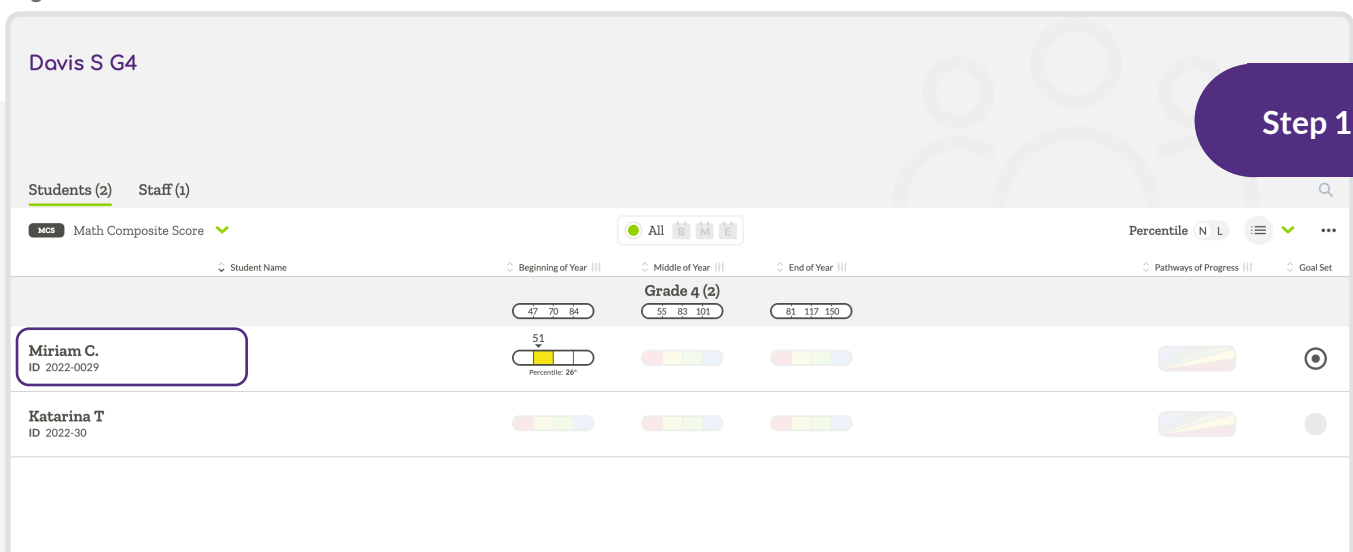 Davis S G4
Step 1
Students (2) Staff (1)
MCS Math Composite Score All B M E Percentile N L
Student Name Beginning of Year Middle of Year End of Year Pathways of Progress Goal Set
Grade 4 (2)
47 70 84 55 83 101 81 117 150
Miriam C. 51
ID 2022-0029 Percentile: 26th
Katarina T
ID 2022-30